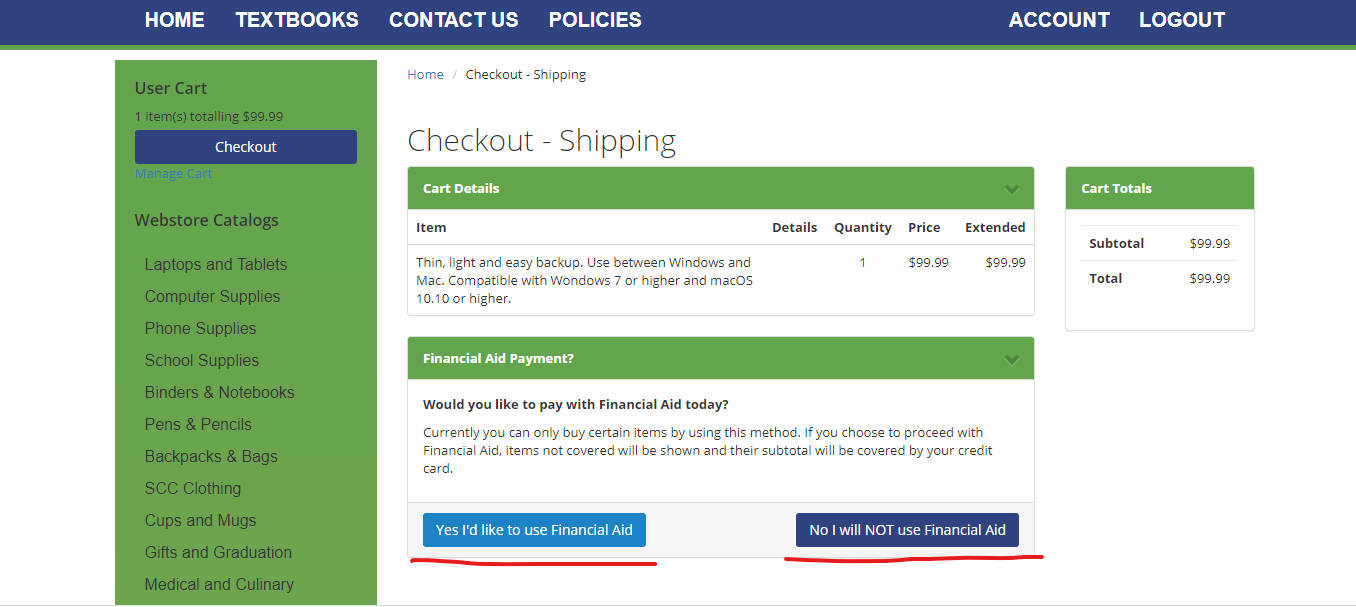 HOME TEXTBOOKS CONTACT US POLICIES ACCOUNT LOGOUT
User Cart
1 item(s) totalling $99.99
Checkout
Manage Cart
Webstore Catalogs
Laptops and Tablets
Computer Supplies
Phone Supplies
School Supplies
Binders & Notebooks
Pens & Pencils
Backpacks & Bags
SCC Clothing
Cups and Mugs
Gifts and Graduation
Medical and Culinary
Home / Checkout - Shipping
Checkout - Shipping
Cart Details
Item Details Quantity Price Extended
Thin, light and easy backup. Use between Windows and 1 $99.99 $99.99
Mac. Compatible with Wondows 7 or higher and macOS
10.10 or higher.
Financial Aid Payment?
Would you like to pay with Financial Aid today?
Currently you can only buy certain items by using this method. If you choose to proceed with
Financial Aid, items not covered will be shown and their subtotal will be covered by your credit
card.
Yes I'd like to use Financial Aid No I will NOT use Financial Aid
Cart Totals
Subtotal $99.99
Total $99.99